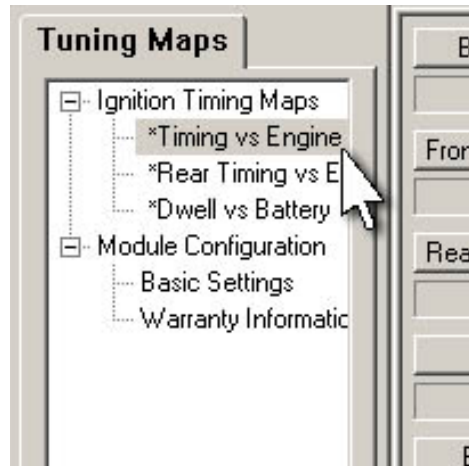 Tuning Maps
Ignition Timing Maps
*Timing vs Engine
*Rear Timing vs E
*Dwell vs Battery
Module Configuration
Basic Settings
Warranty Informatic
B
Fron
Rea
E